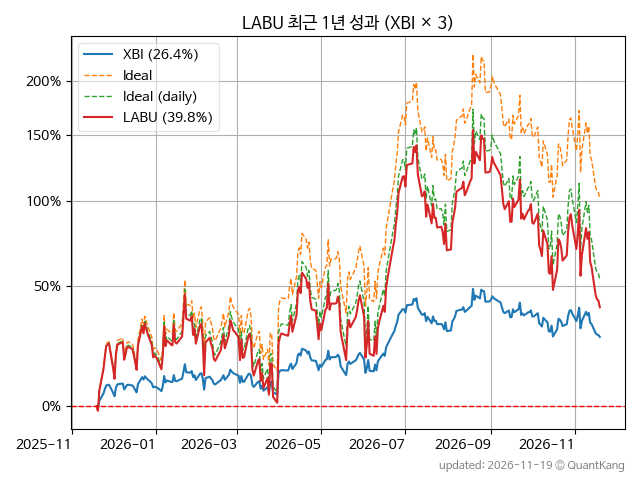 LABU 최근 1년 성과 (XBI × 3)
XBI (26.4%)
Ideal
Ideal (daily)
LABU (39.8%)
200%
150%
100%
50%
0%
2025-11
2026-01
2026-03
2026-05
2026-07
2026-09
2026-11
updated: 2026-11-19 © QuantKang